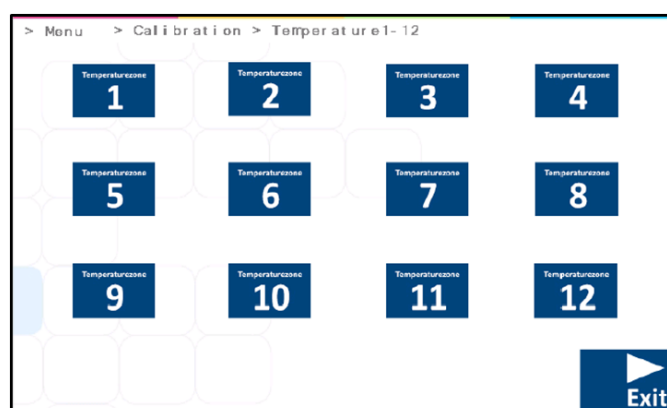 > Menu > Calibration > Temperature1-12
Temperaturezone Temperaturezone Temperaturezone Temperaturezone
1 2 3 4
Temperaturezone Temperaturezone Temperaturezone Temperaturezone
5 6 7 8
Temperaturezone Temperaturezone Temperaturezone Temperaturezone
9 10 11 12
Exit